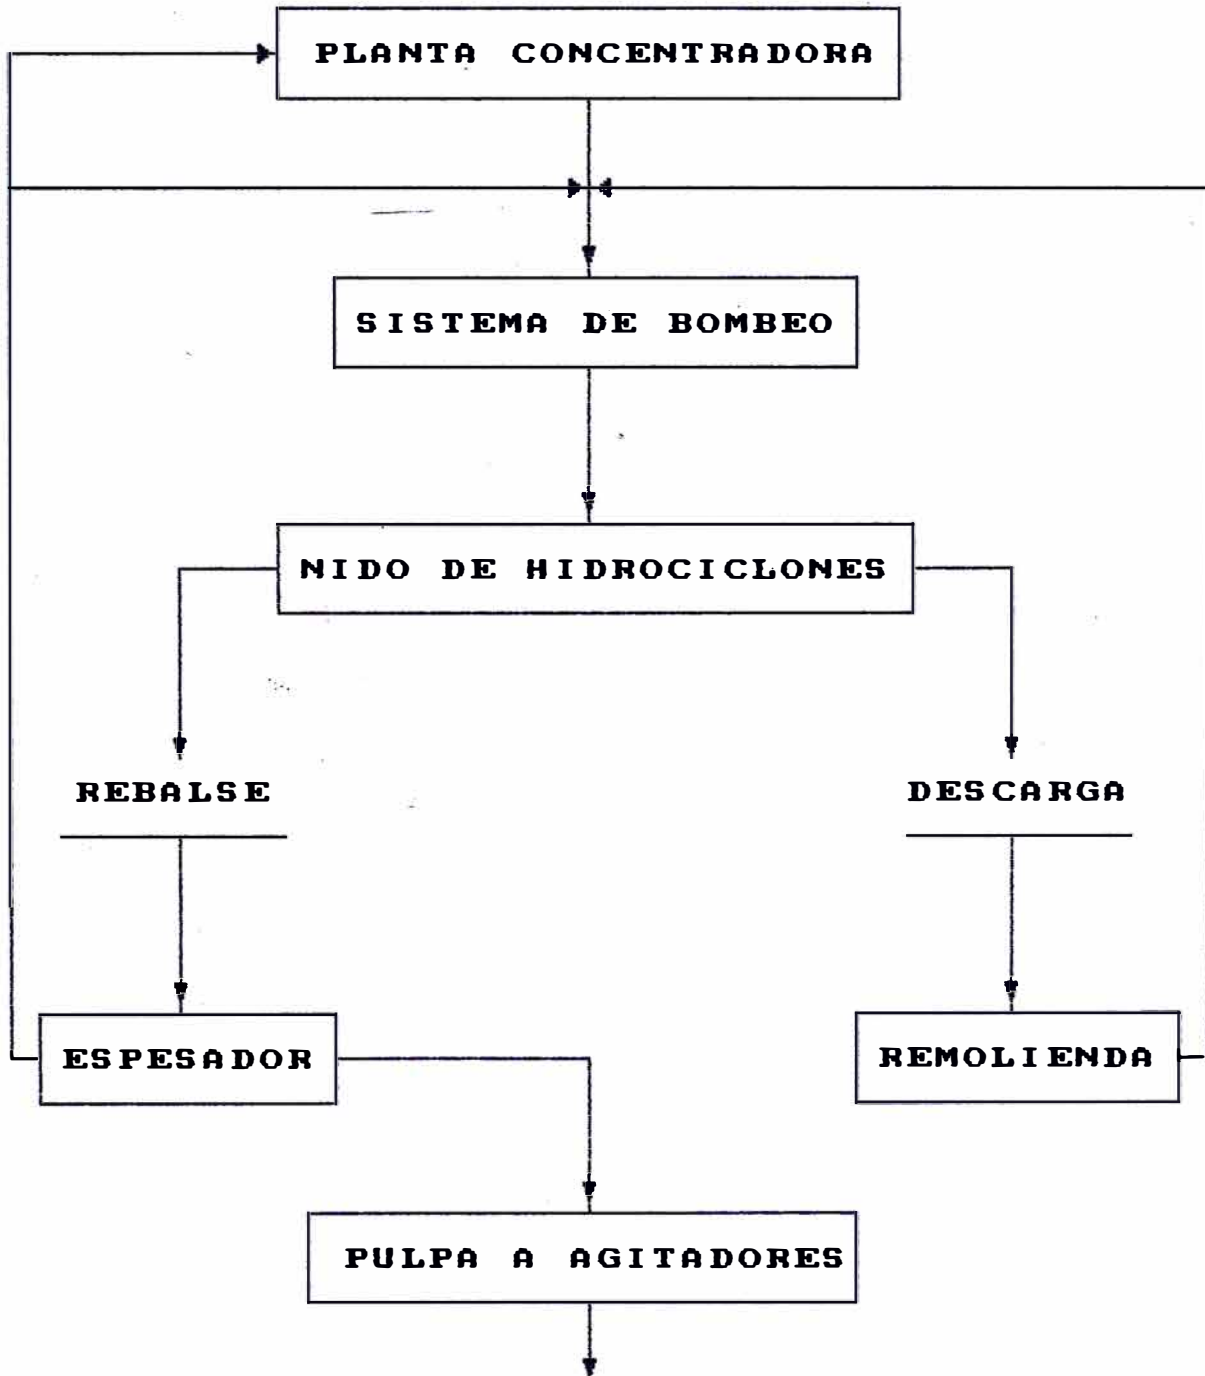 PLANTA CONCENTRADORA
SISTEMA DE BOMBEO
NIDO DE HIDROCICLONES
REBALSE
DESCARGA
ESPESADOR
REMOLIENDA
PULPA A AGITADORES